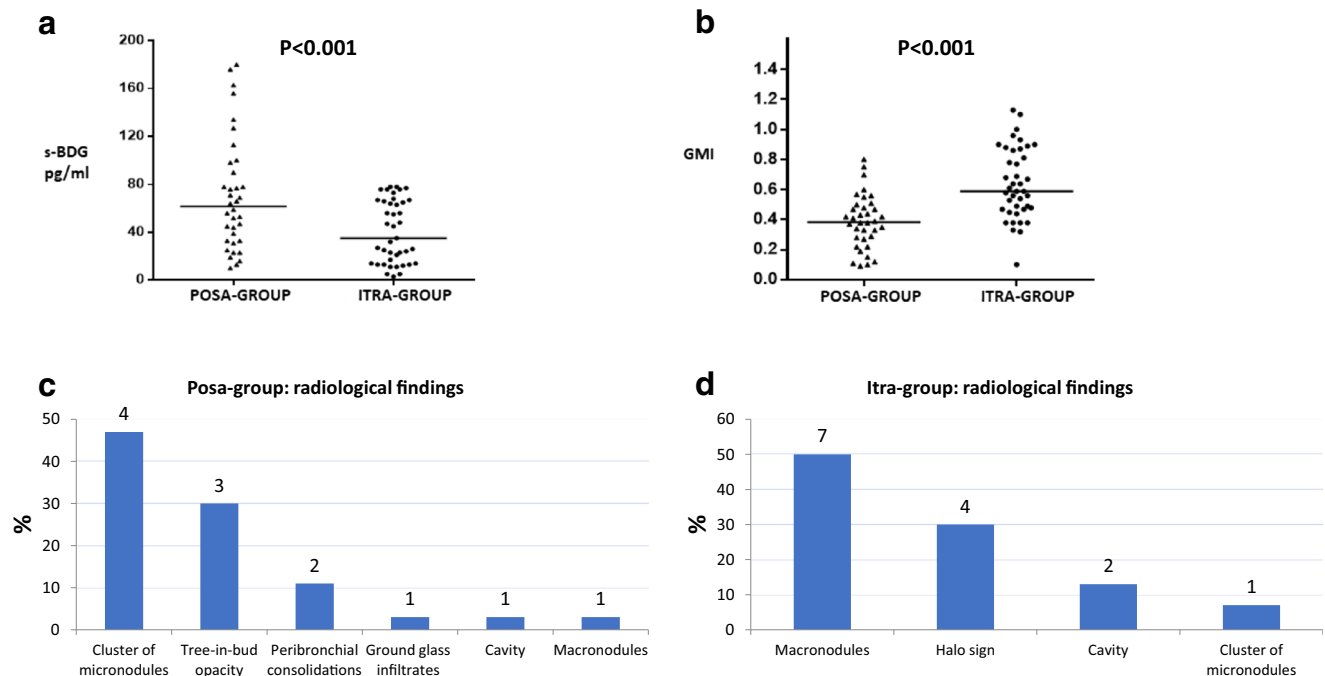 a
P<0.001
200
160
120
80
40
0
s-BDG
pg/ml
POSA-GROUP
ITRA-GROUP
b
P<0.001
1.4
1.2
1.0
0.8
0.6
0.4
0.2
0.0
GMI
POSA-GROUP
ITRA-GROUP
c
Posa-group: radiological findings
50
40
30
20
10
0
%
4
3
2
1
1
1
Cluster of
micronodules
Tree-in-bud
opacity
Peribronchial
consolidations
Ground glass
infiltrates
Cavity
Macronodules
d
Itra-group: radiological findings
60
50
40
30
20
10
0
%
7
4
2
1
Macronodules
Halo sign
Cavity
Cluster of
micronodules